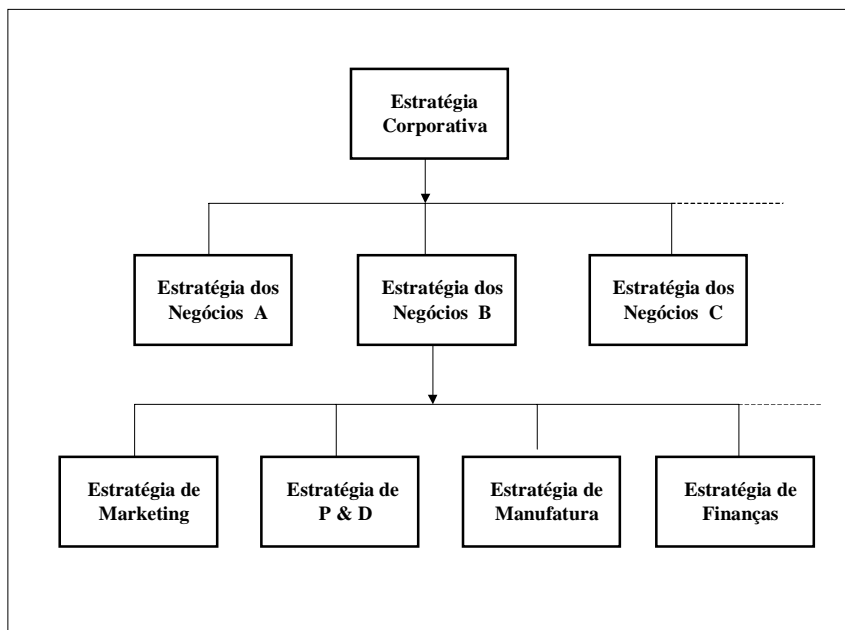 Estratégia
Corporativa
Estratégia dos
Negócios A
Estratégia dos
Negócios B
Estratégia dos
Negócios C
Estratégia de
Marketing
Estratégia de
P & D
Estratégia de
Manufatura
Estratégia de
Finanças